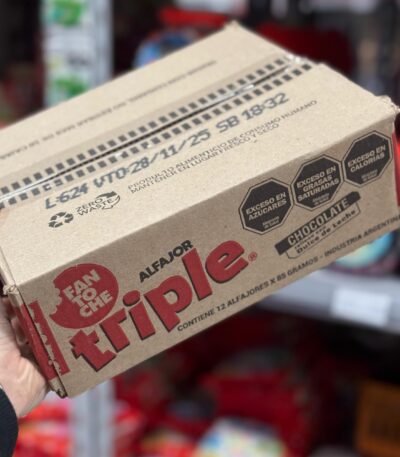 L-624 VTO-28/11/25 SB 18:32
ZERO WASTE
PRODUCTO ALIMENTICIO DE CONSUMO HUMANO
MANTENER EN LUGAR FRESCO Y SECO
EXCESO EN
AZÚCARES
EXCESO EN
GRASAS
SATURADAS
EXCESO EN
CALORÍAS
CHOCOLATE
Dulce de leche
FAN
TO
CHE
ALFAJOR
triple®
CONTIENE 12 ALFAJORES X 85 GRAMOS - INDUSTRIA ARGENTINA